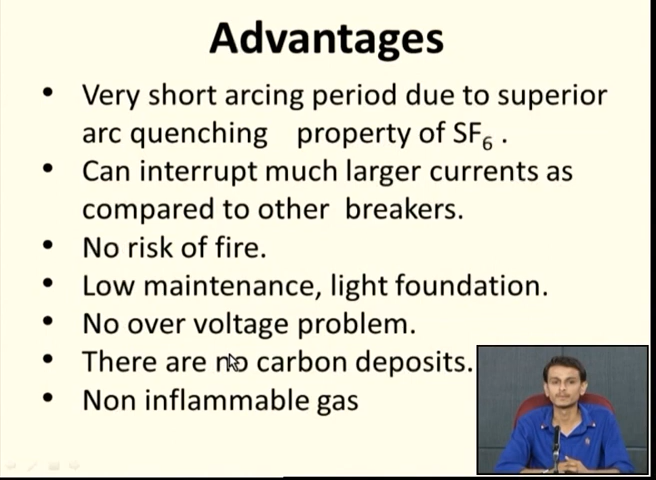 Advantages
• Very short arcing period due to superior
arc quenching property of SF₆ .
• Can interrupt much larger currents as
compared to other breakers.
• No risk of fire.
• Low maintenance, light foundation.
• No over voltage problem.
• There are no carbon deposits.
• Non inflammable gas